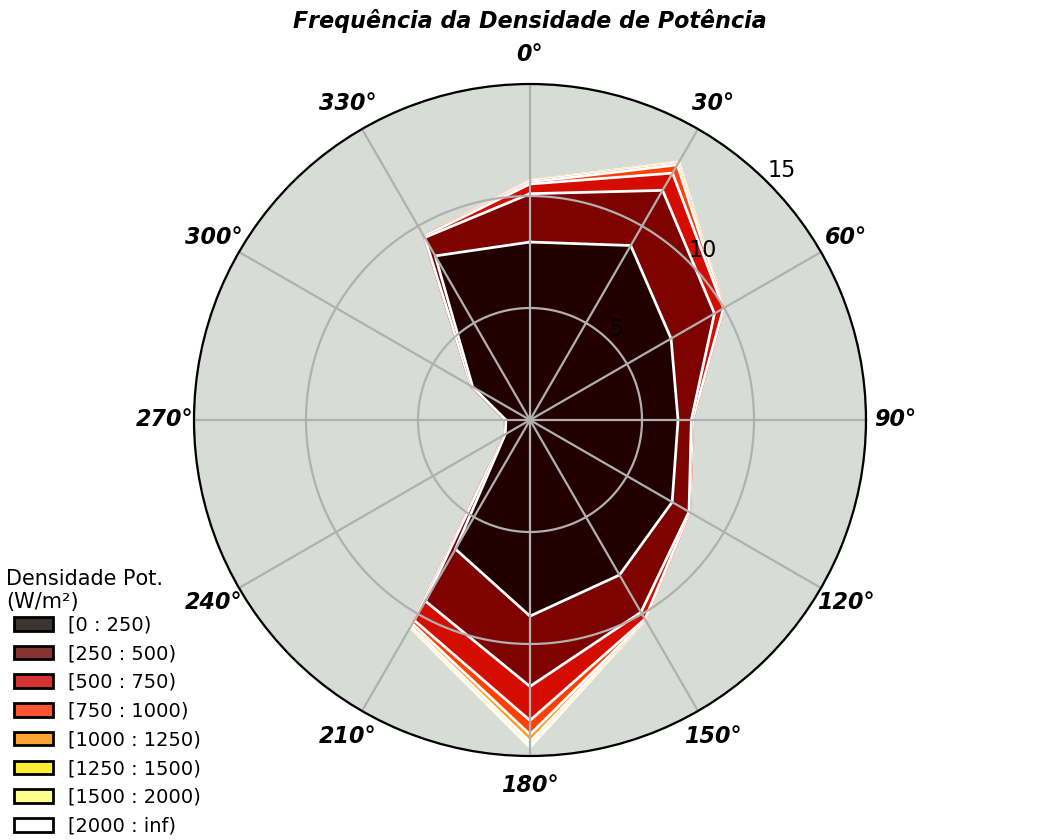 Frequência da Densidade de Potência
0°
330°
30°
15
300°
60°
10
5
270°
90°
Densidade Pot.
(W/m²)
240°
120°
[0 : 250)
[250 : 500)
[500 : 750)
[750 : 1000)
210°
150°
[1000 : 1250)
[1250 : 1500)
180°
[1500 : 2000)
[2000 : inf)